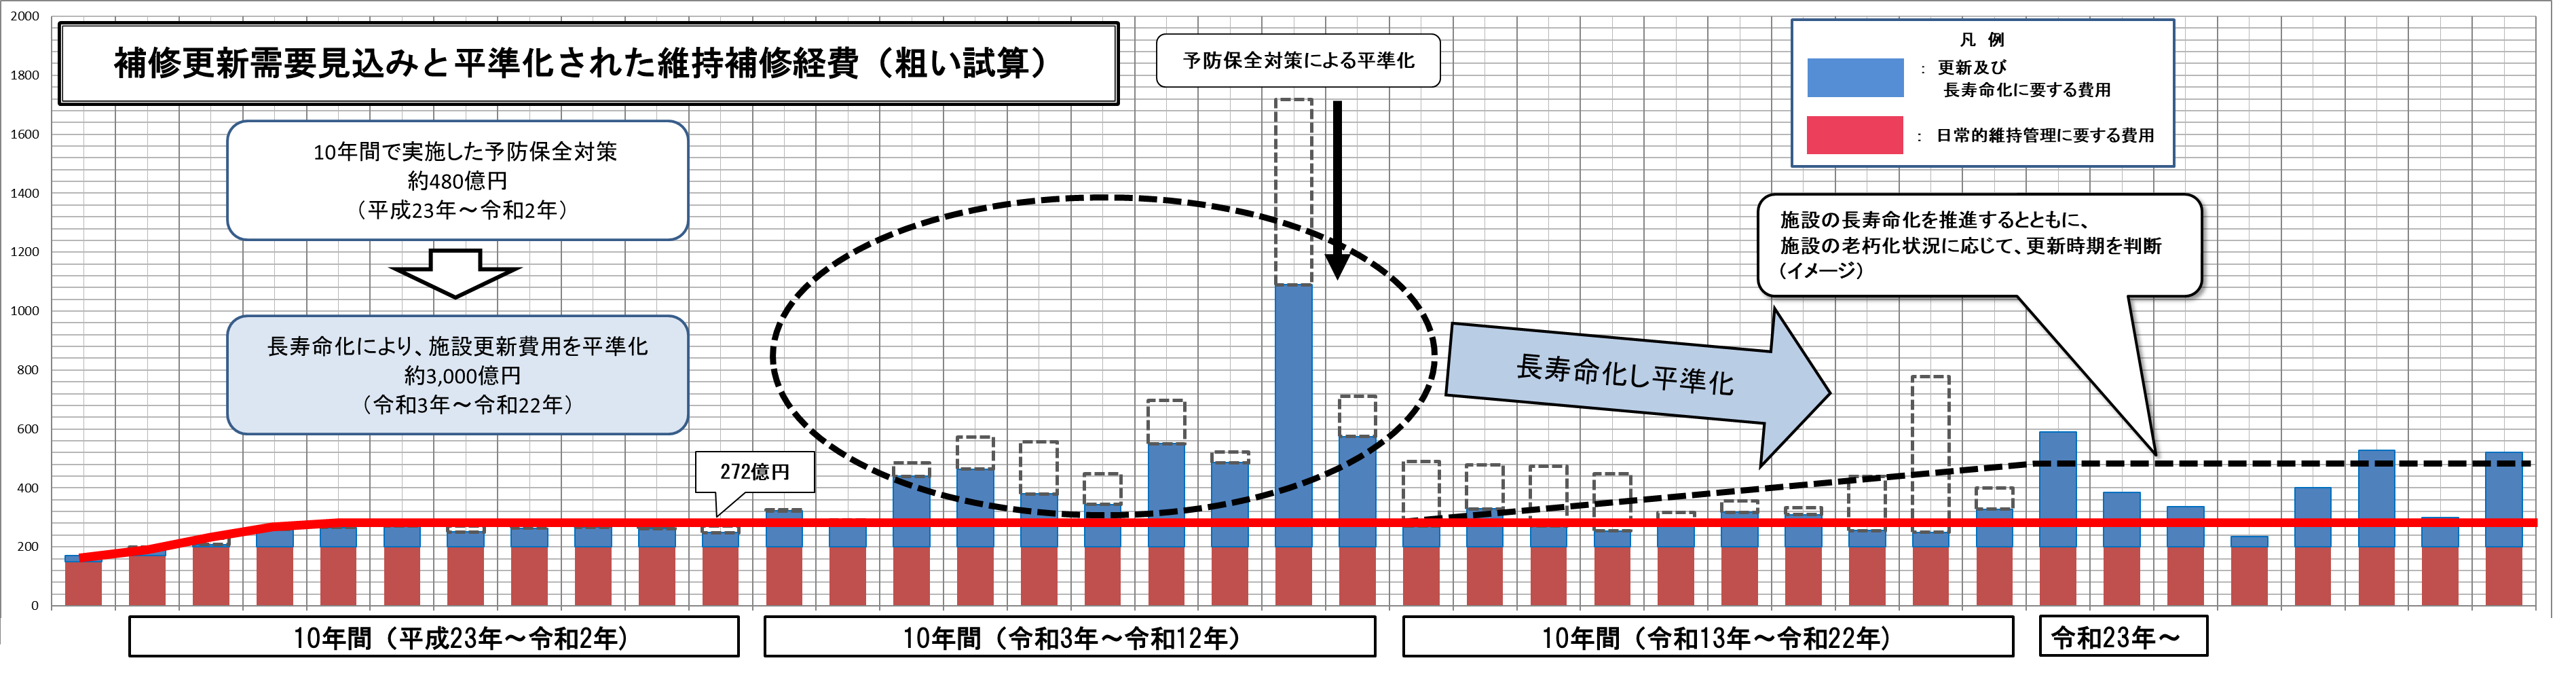 補修更新需要見込みと平準化された維持補修経費（粗い試算）
予防保全対策による平準化
凡 例
： 更新及び
長寿命化に要する費用
： 日常的維持管理に要する費用
10年間で実施した予防保全対策
約480億円
（平成23年～令和2年）
長寿命化により、施設更新費用を平準化
約3,000億円
（令和3年～令和22年）
272億円
長寿命化し平準化
施設の長寿命化を推進するとともに、
施設の老朽化状況に応じて、更新時期を判断
（イメージ）
2000
1800
1600
1400
1200
1000
800
600
400
200
0
10年間（平成23年～令和2年）
10年間（令和3年～令和12年）
10年間（令和13年～令和22年）
令和23年～